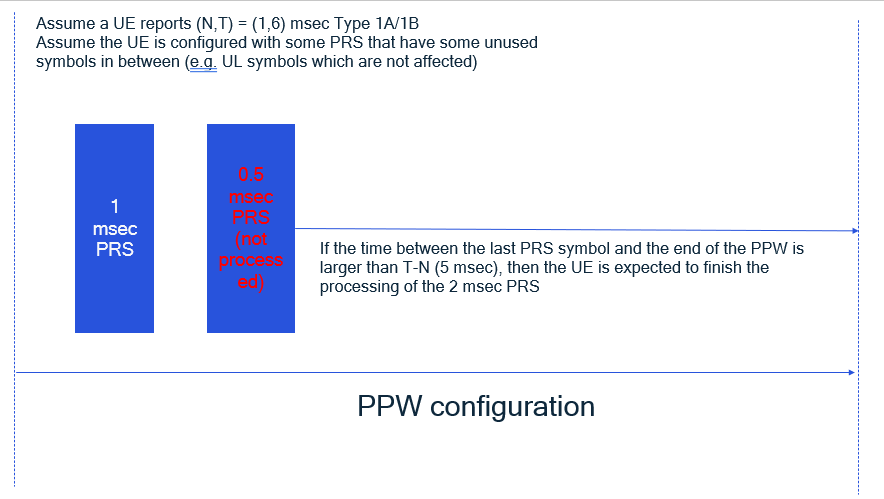 Assume a UE reports (N,T) = (1,6) msec Type 1A/1B
Assume the UE is configured with some PRS that have some unused
symbols in between (e.g. UL symbols which are not affected)
1
msec
PRS
0.5
msec
PRS
(not
process
ed)
If the time between the last PRS symbol and the end of the PPW is
larger than T-N (5 msec), then the UE is expected to finish the
processing of the 2 msec PRS
PPW configuration